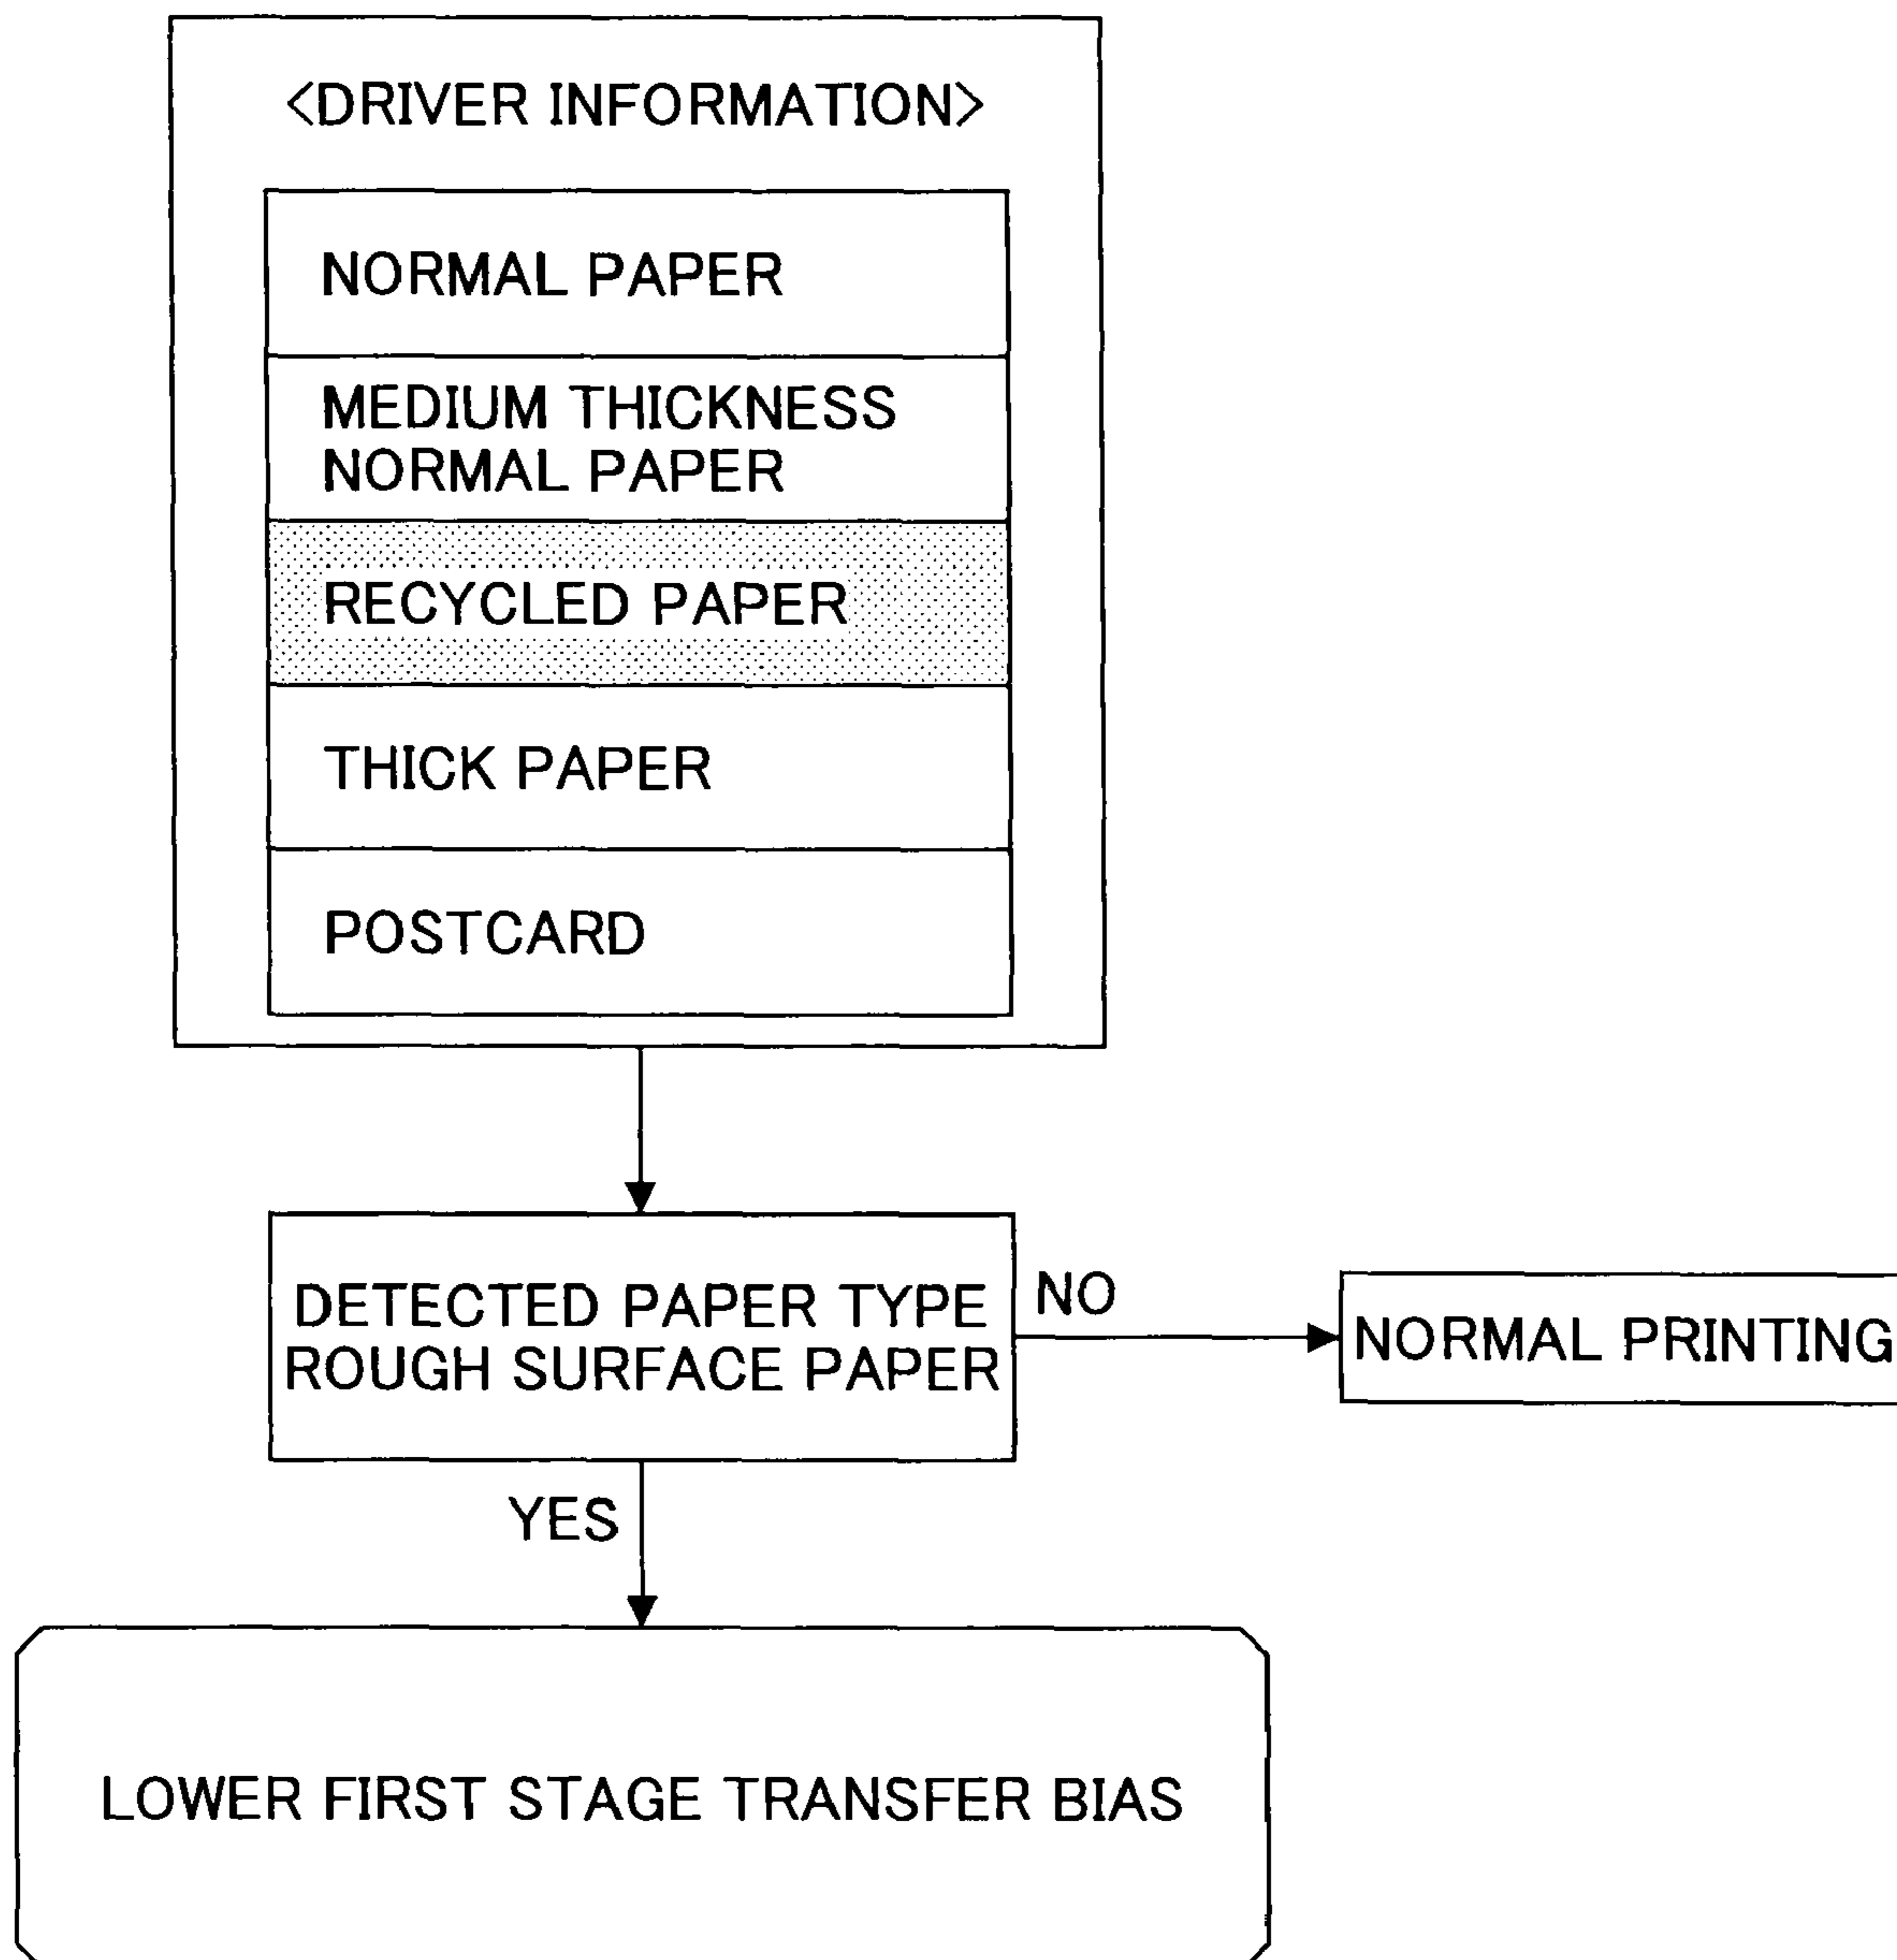 <DRIVER INFORMATION>
NORMAL PAPER
MEDIUM THICKNESS
NORMAL PAPER
RECYCLED PAPER
THICK PAPER
POSTCARD
DETECTED PAPER TYPE
ROUGH SURFACE PAPER
NO
NORMAL PRINTING
YES
LOWER FIRST STAGE TRANSFER BIAS